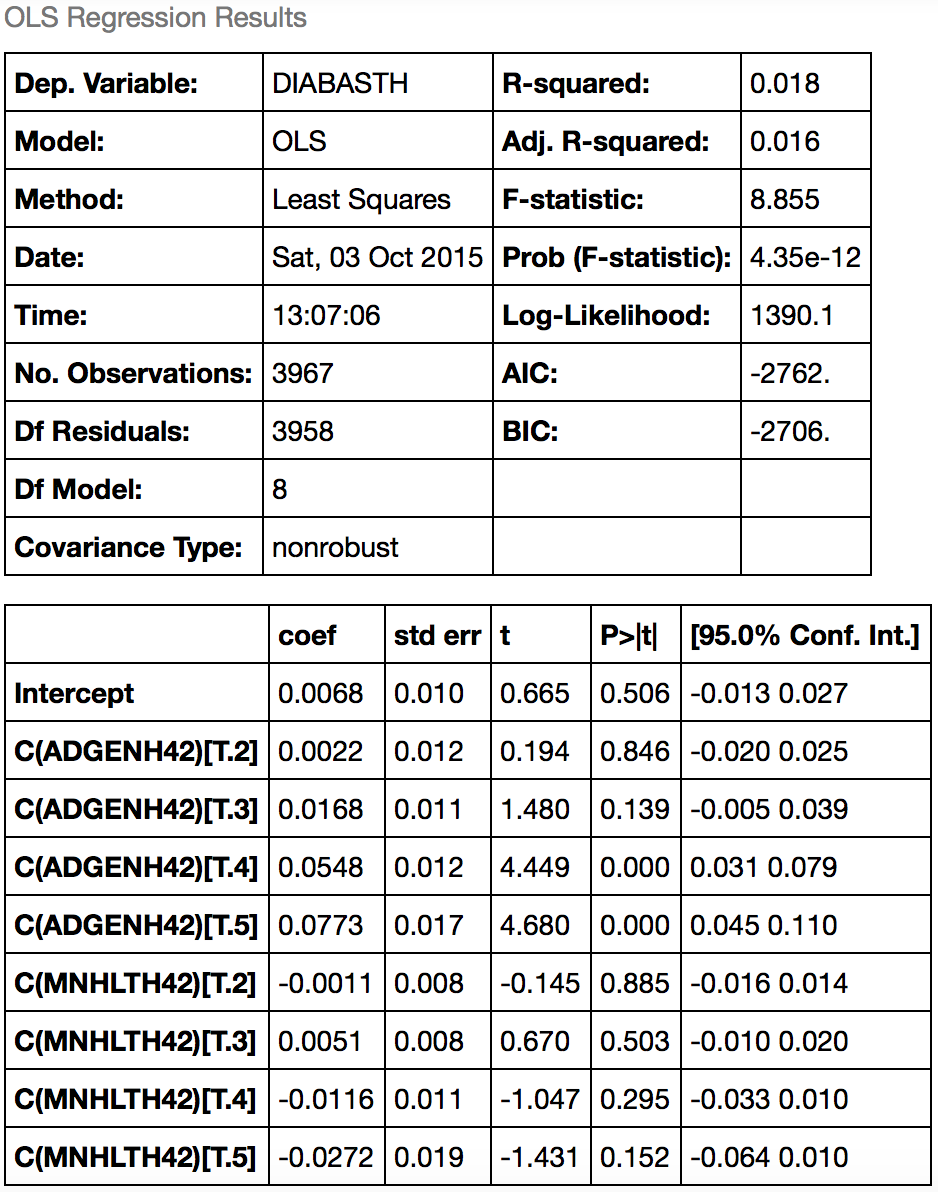 OLS Regression Results
Dep. Variable: DIABASTH R-squared: 0.018
Model: OLS Adj. R-squared: 0.016
Method: Least Squares F-statistic: 8.855
Date: Sat, 03 Oct 2015 Prob (F-statistic): 4.35e-12
Time: 13:07:06 Log-Likelihood: 1390.1
No. Observations: 3967 AIC: -2762.
Df Residuals: 3958 BIC: -2706.
Df Model: 8
Covariance Type: nonrobust
coef std err t P>|t| [95.0% Conf. Int.]
Intercept 0.0068 0.010 0.665 0.506 -0.013 0.027
C(ADGENH42)[T.2] 0.0022 0.012 0.194 0.846 -0.020 0.025
C(ADGENH42)[T.3] 0.0168 0.011 1.480 0.139 -0.005 0.039
C(ADGENH42)[T.4] 0.0548 0.012 4.449 0.000 0.031 0.079
C(ADGENH42)[T.5] 0.0773 0.017 4.680 0.000 0.045 0.110
C(MNHLTH42)[T.2] -0.0011 0.008 -0.145 0.885 -0.016 0.014
C(MNHLTH42)[T.3] 0.0051 0.008 0.670 0.503 -0.010 0.020
C(MNHLTH42)[T.4] -0.0116 0.011 -1.047 0.295 -0.033 0.010
C(MNHLTH42)[T.5] -0.0272 0.019 -1.431 0.152 -0.064 0.010